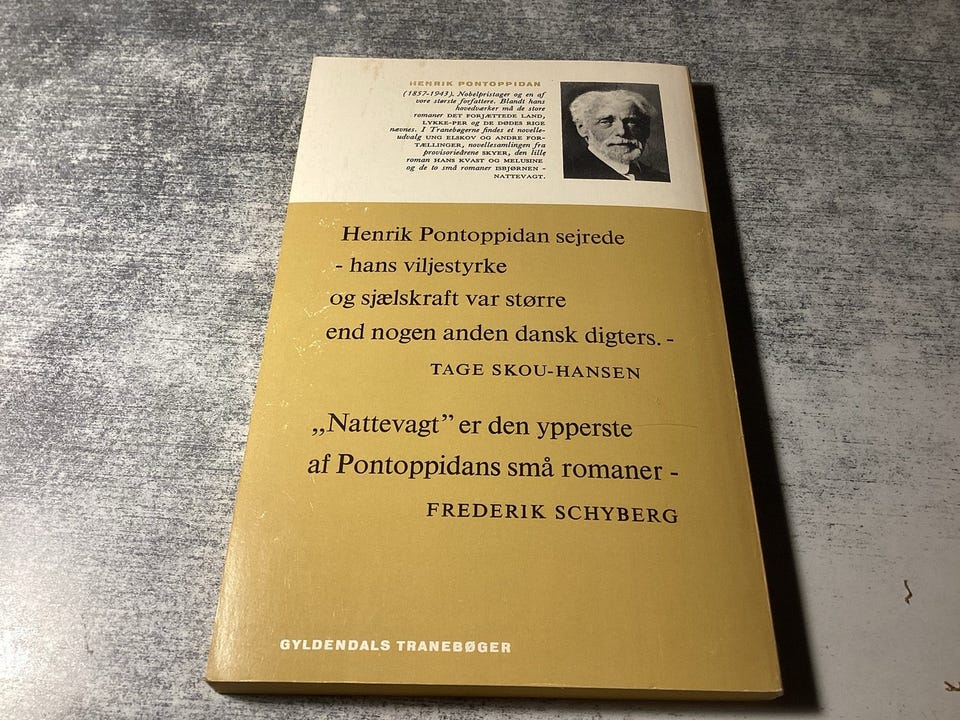 HENRIK PONTOPPIDAN
(1857-1943). Nobelpristager og en af
vore største forfattere. Blandt hans
hovedværker må de store
romaner DET FORJÆTTEDE LAND,
LYKKE-PER og DE DØDES RIGE
nævnes. I Tranebøgerne findes et novelle-
udvalg UNG ELSKOV OG ANDRE FOR-
TÆLLINGER, novellesamlingen fra
provisorieårene SKYER, den lille
roman HANS KVAST OG MELUSINE
og de to små romaner ISBJØRNEN -
NATTEVAGT.
Henrik Pontoppidan sejrede
- hans viljestyrke
og sjælskraft var større
end nogen anden dansk digters. -
TAGE SKOU-HANSEN
„Nattevagt” er den ypperste
af Pontoppidans små romaner -
FREDERIK SCHYBERG
GYLDENDALS TRANEBØGER